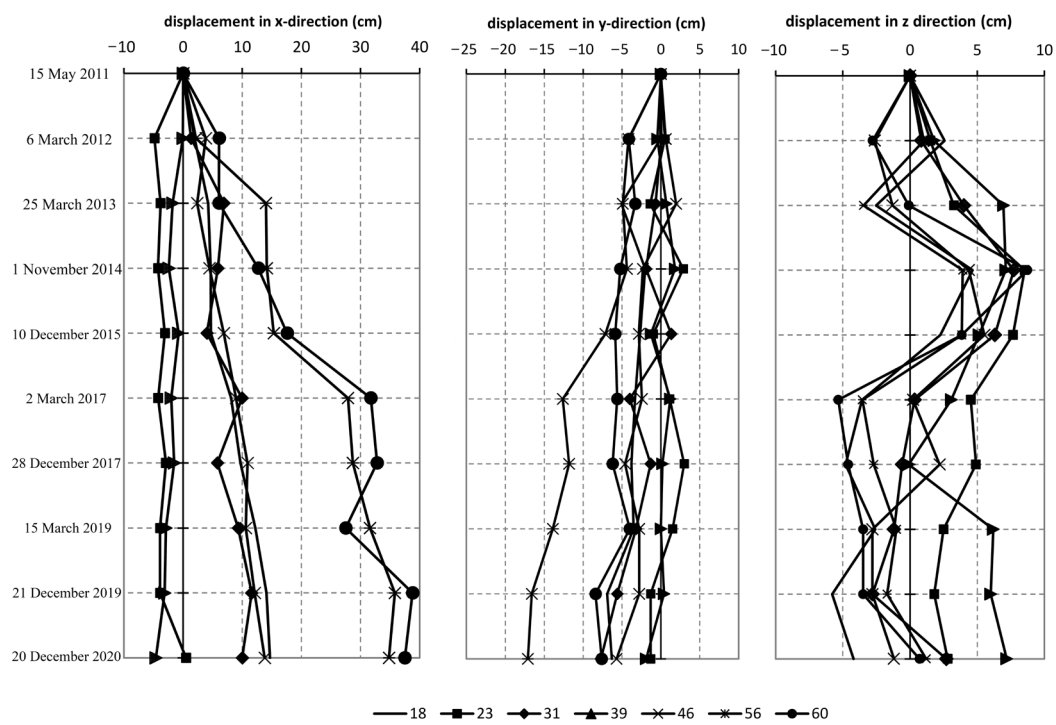 displacement in x-direction (cm)
−10 0 10 20 30 40
displacement in y-direction (cm)
−25 −20 −15 −10 −5 0 5 10
displacement in z direction (cm)
−10 −5 0 5 10
15 May 2011
6 March 2012
25 March 2013
1 November 2014
10 December 2015
2 March 2017
28 December 2017
15 March 2019
21 December 2019
20 December 2020
18 23 31 39 46 56 60